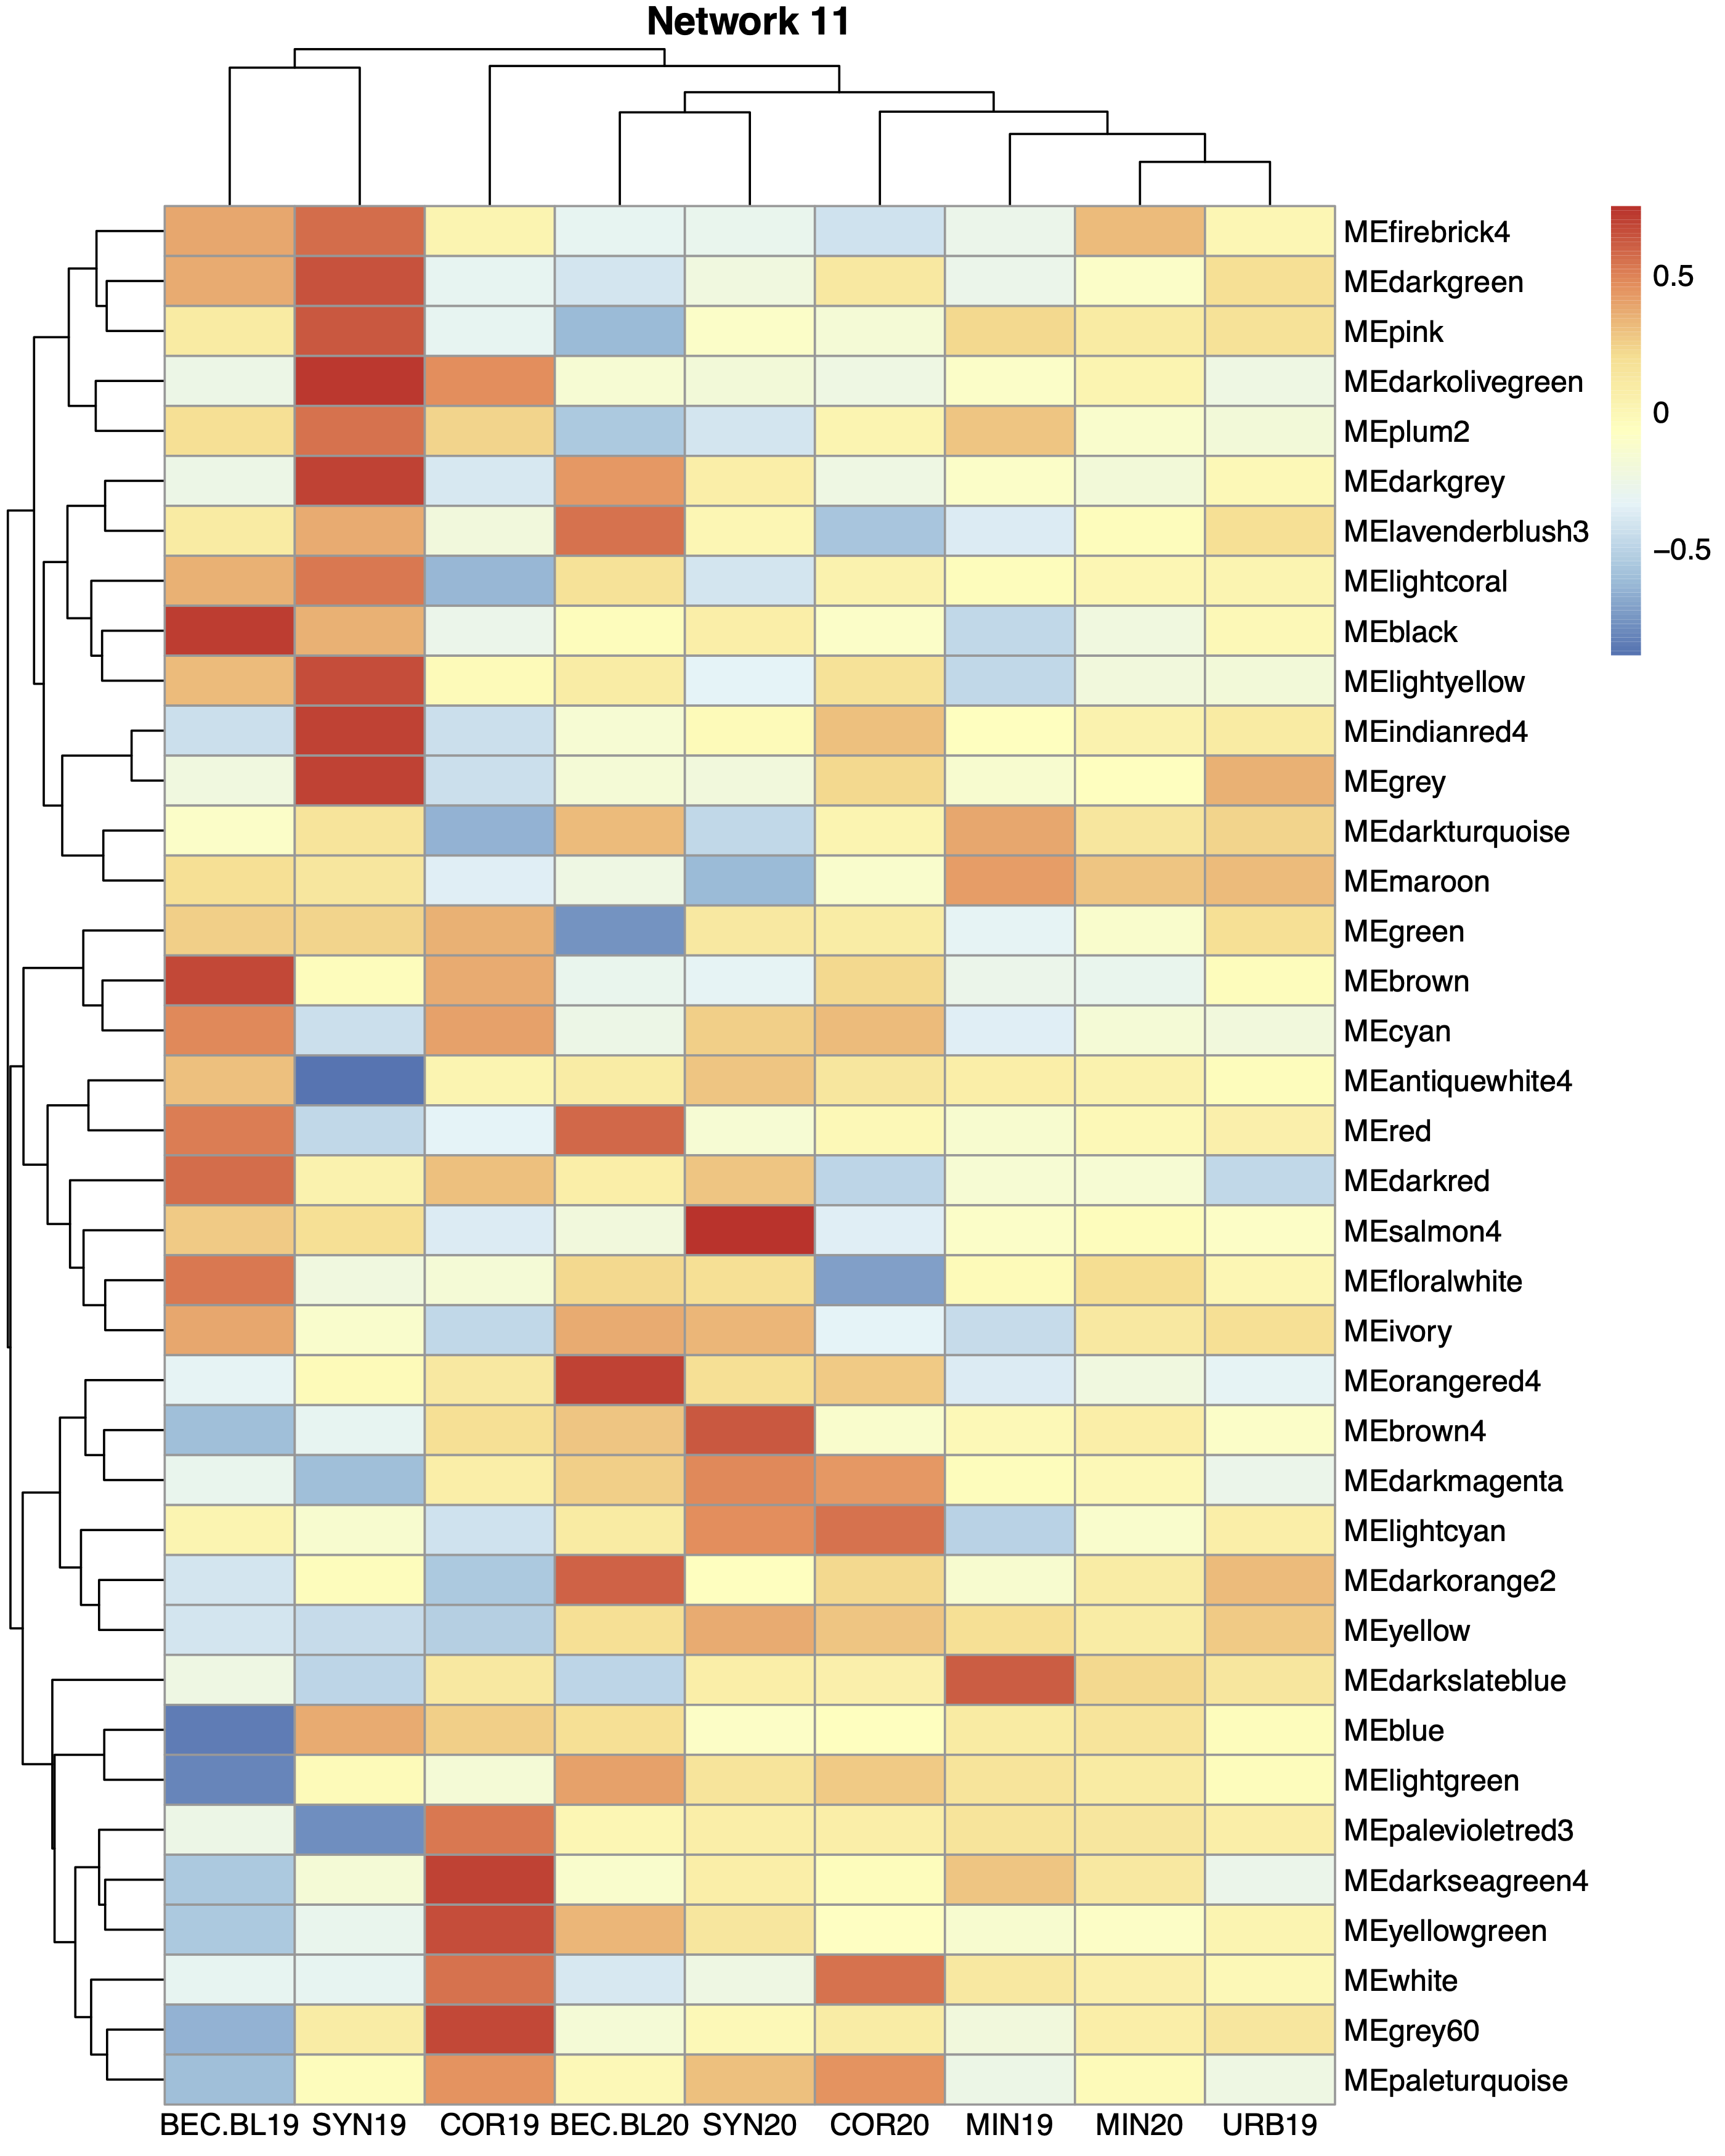 Network 11
MEfirebrick4
MEdarkgreen
MEpink
MEdarkolivegreen
MEplum2
MEdarkgrey
MElavenderblush3
MElightcoral
MEblack
MElightyellow
MEindianred4
MEgrey
MEdarkturquoise
MEmaroon
MEgreen
MEbrown
MEcyan
MEantiquewhite4
MEred
MEdarkred
MEsalmon4
MEfloralwhite
MEivory
MEorangered4
MEbrown4
MEdarkmagenta
MElightcyan
MEdarkorange2
MEyellow
MEdarkslateblue
MEblue
MElightgreen
MEpalevioletred3
MEdarkseagreen4
MEyellowgreen
MEwhite
MEgrey60
MEpaleturquoise
BEC.BL19 SYN19 COR19 BEC.BL20 SYN20 COR20 MIN19 MIN20 URB19
0.5
0
−0.5